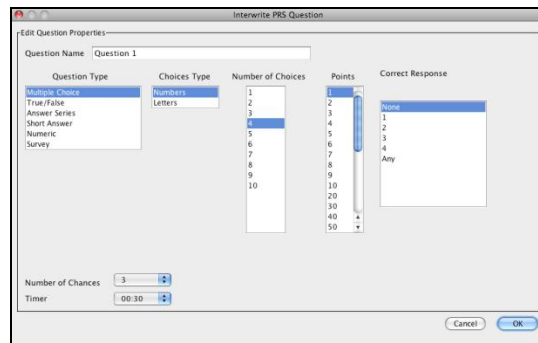 Interwrite PRS Question
Edit Question Properties
Question Name Question 1
Question Type
Multiple Choice
True/False
Answer Series
Short Answer
Numeric
Survey
Choices Type
Numbers
Letters
Number of Choices
1
2
3
4
5
6
7
8
9
10
Points
1
2
3
4
5
6
7
8
9
10
20
30
40
50
Correct Response
None
1
2
3
4
Any
Number of Chances 3
Timer 00:30
Cancel OK